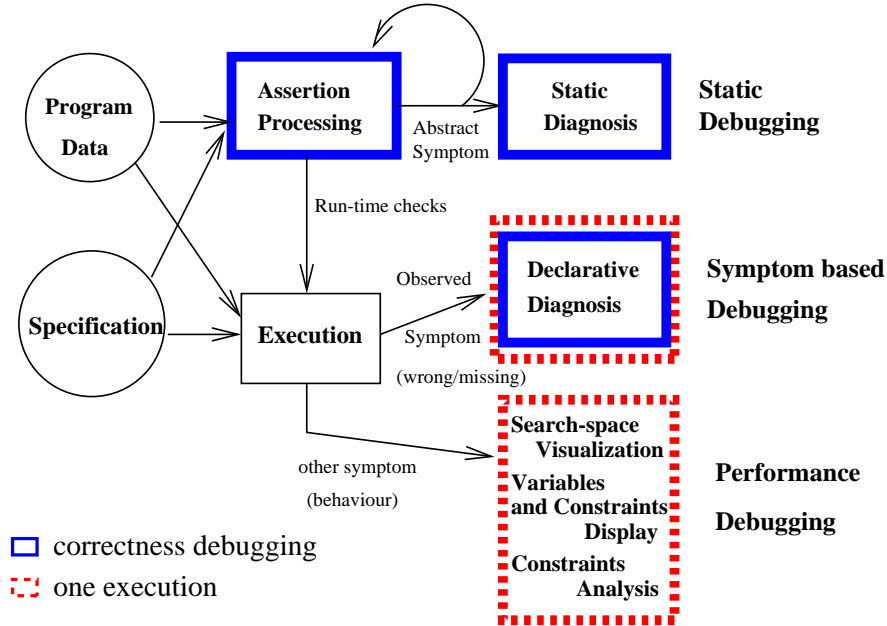 Program
Data
Specification
Assertion
Processing
Abstract
Symptom
Static
Diagnosis
Static
Debugging
Run-time checks
Execution
Observed
Symptom
(wrong/missing)
Declarative
Diagnosis
Symptom based
Debugging
other symptom
(behaviour)
Search-space
Visualization
Variables
and Constraints
Display
Constraints
Analysis
Performance
Debugging
correctness debugging
one execution